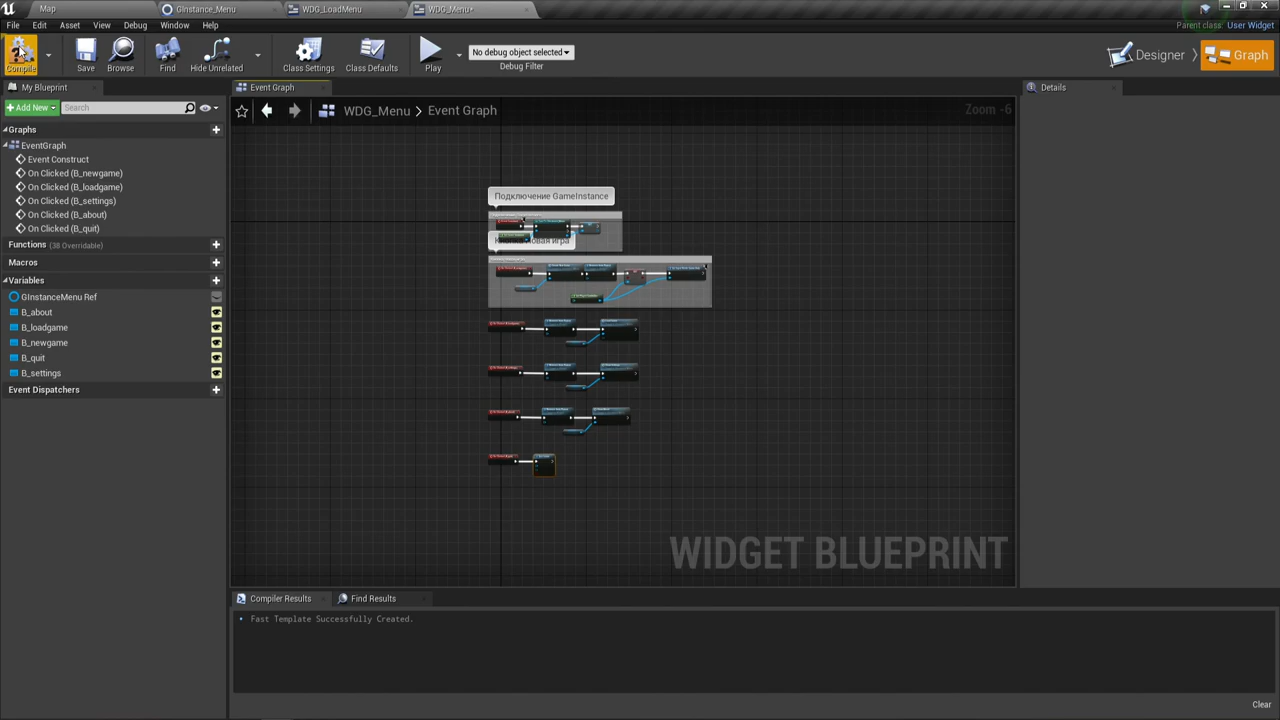 Map
GInstance_Menu
WDG_LoadMenu
WDG_Menu*
File
Edit
Asset
View
Debug
Window
Help
Parent class: User Widget
Compile
Save
Browse
Find
Hide Unrelated
Class Settings
Class Defaults
Play
No debug object selected
Debug Filter
Designer
Graph
My Blueprint
Event Graph
Details
Add New
Search
WDG_Menu
Event Graph
Zoom -6
Graphs
EventGraph
Event Construct
On Clicked (B_newgame)
On Clicked (B_loadgame)
On Clicked (B_settings)
On Clicked (B_about)
On Clicked (B_quit)
Functions (38 Overridable)
Macros
Variables
GInstanceMenu Ref
B_about
B_loadgame
B_newgame
B_quit
B_settings
Event Dispatchers
Подключение GameInstance
WIDGET BLUEPRINT
Compiler Results
Find Results
Fast Template Successfully Created.
Clear